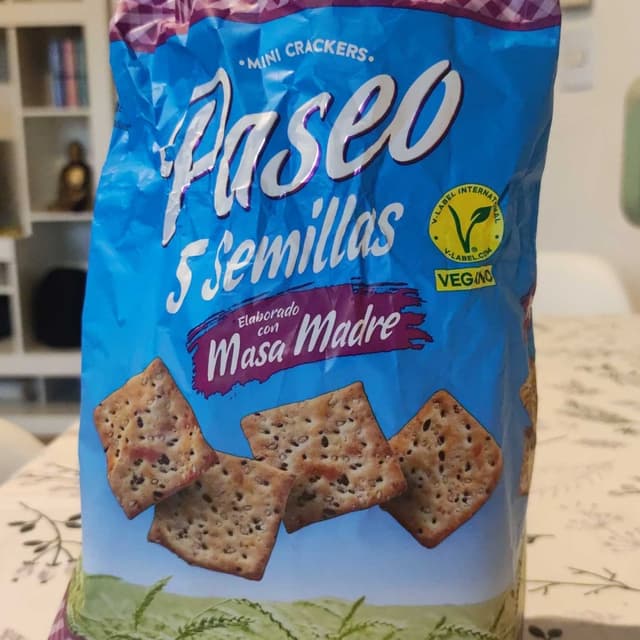 •MINI CRACKERS•
Paseo
5 Semillas
Elaborado
con
Masa Madre
V-LABEL INTERNATIONAL
V-LABEL.COM
VEGANO